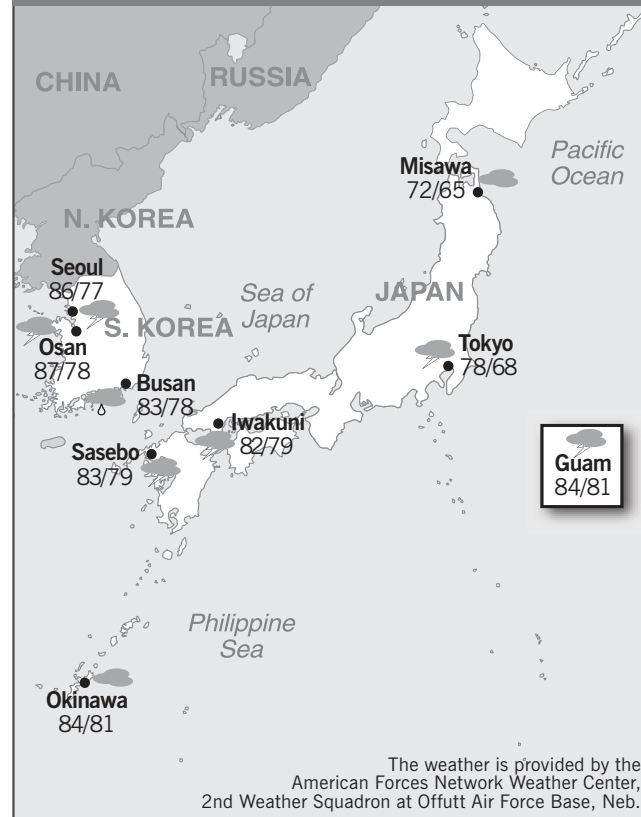 CHINA
RUSSIA
Pacific
Ocean
Misawa
72/65
N. KOREA
Seoul
86/77
Sea of
Japan
JAPAN
S. KOREA
Osan
87/78
Tokyo
78/68
Busan
83/78
Iwakuni
82/79
Sasebo
83/79
Guam
84/81
Philippine
Sea
Okinawa
84/81
The weather is provided by the
American Forces Network Weather Center,
2nd Weather Squadron at Offutt Air Force Base, Neb.